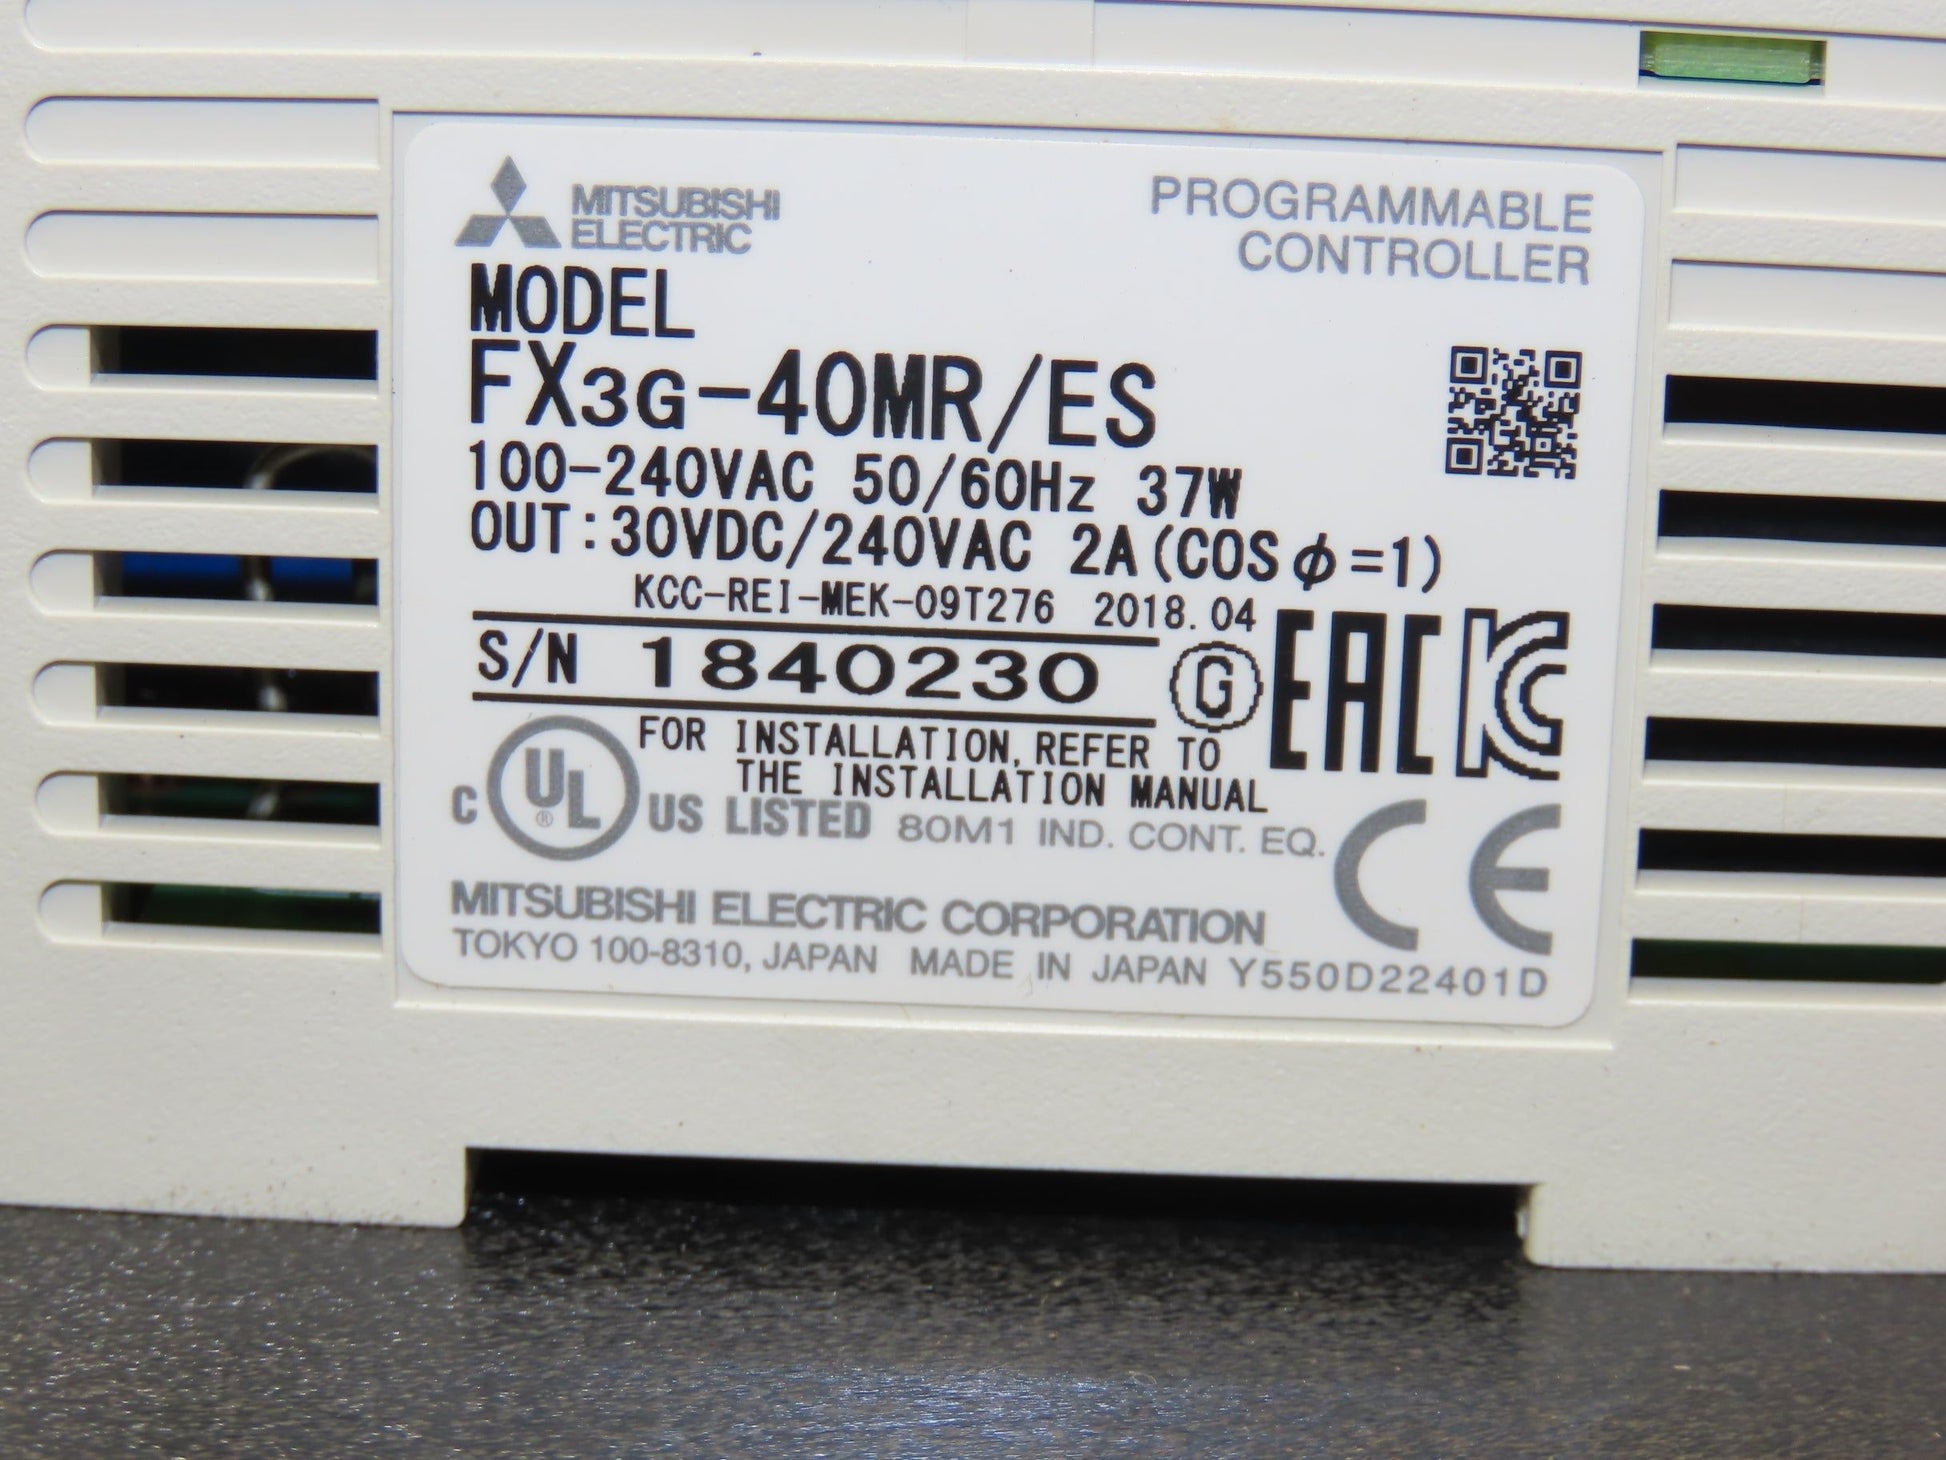 MITSUBISHI
ELECTRIC
PROGRAMMABLE
CONTROLLER
MODEL
FX3G-40MR/ES
100-240VAC 50/60Hz 37W
OUT:30VDC/240VAC 2A(COSφ=1)
KCC-REI-MEK-09T276 2018.04
S/N 1840230
G EAC KC
FOR INSTALLATION, REFER TO
THE INSTALLATION MANUAL
C UL® US LISTED 80M1 IND. CONT. EQ.
CE
MITSUBISHI ELECTRIC CORPORATION
TOKYO 100-8310, JAPAN MADE IN JAPAN Y550D22401D